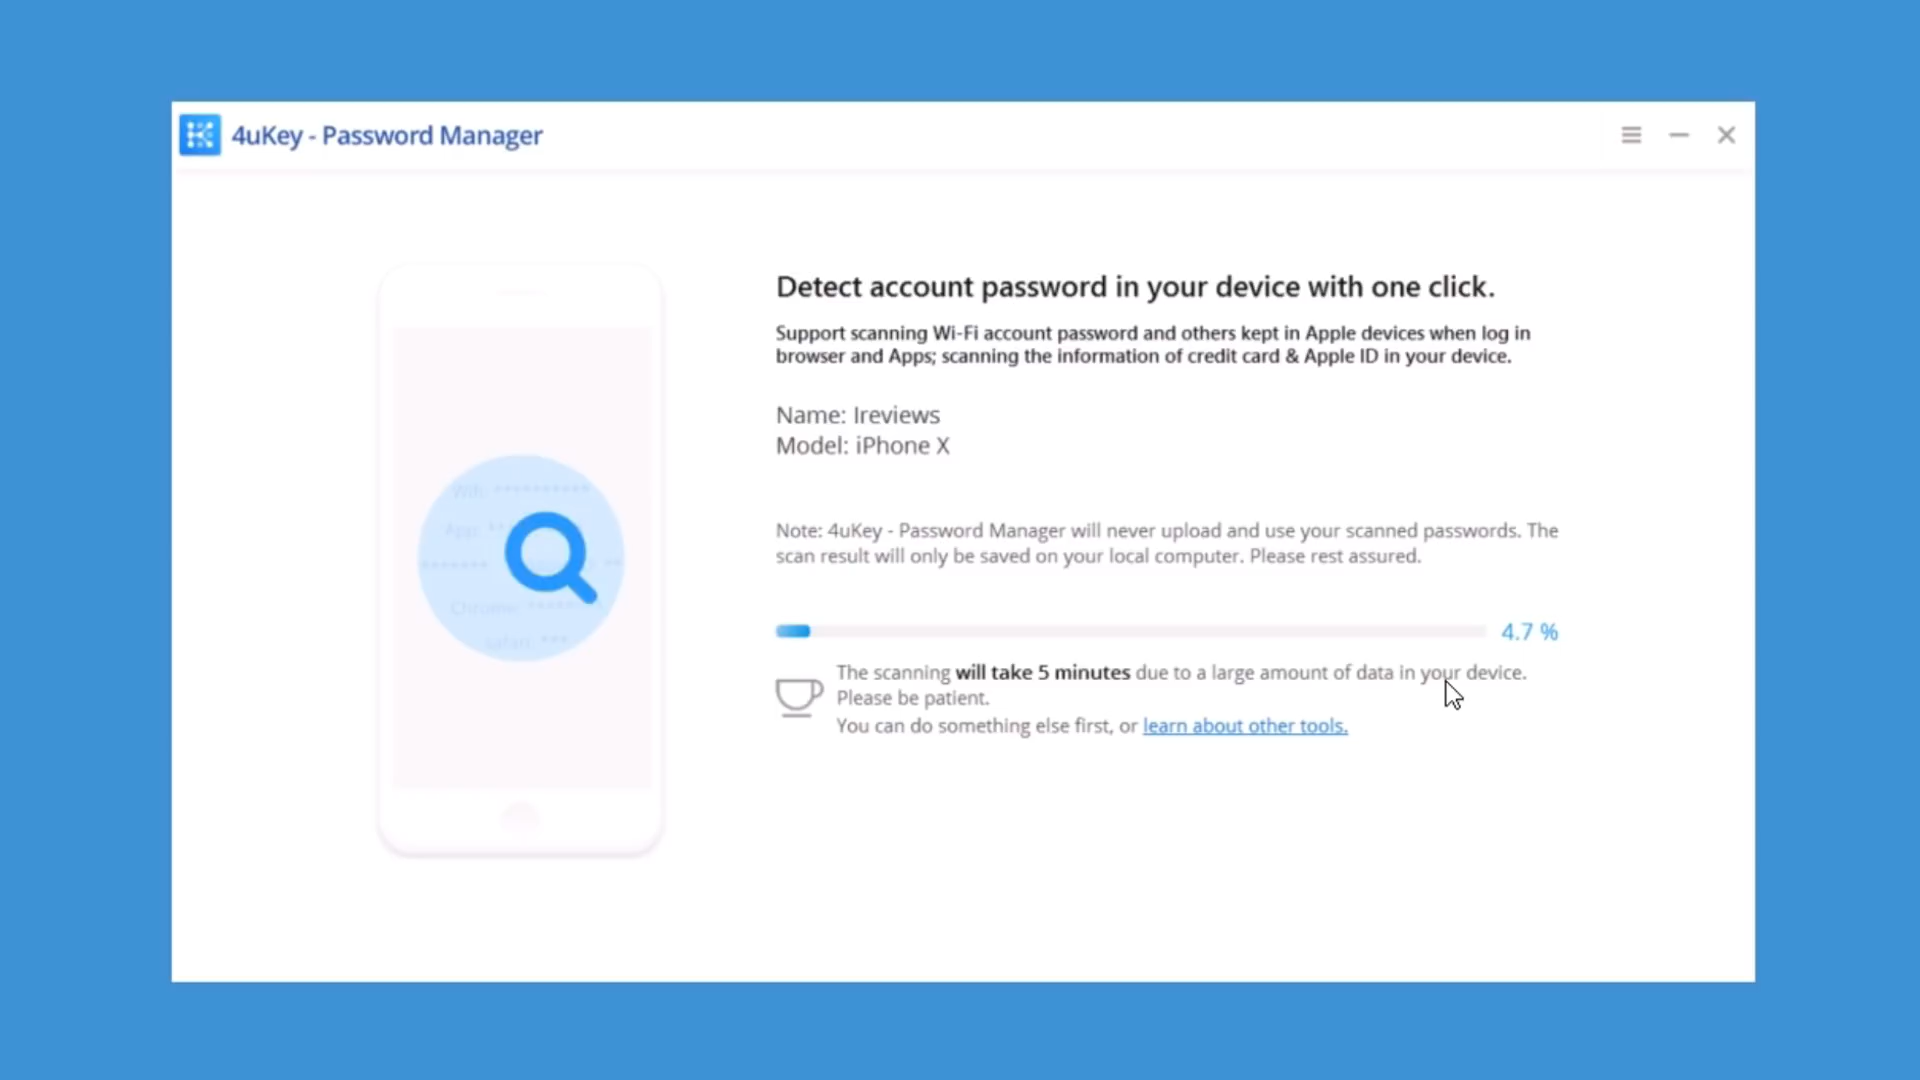 4uKey - Password Manager
Detect account password in your device with one click.
Support scanning Wi-Fi account password and others kept in Apple devices when log in
browser and Apps; scanning the information of credit card & Apple ID in your device.
Name: Ireviews
Model: iPhone X
Wifi: **********
App: **
*******
Chrome: *******
Safari: ***
Note: 4uKey - Password Manager will never upload and use your scanned passwords. The
scan result will only be saved on your local computer. Please rest assured.
4.7 %
The scanning will take 5 minutes due to a large amount of data in your device.
Please be patient.
You can do something else first, or learn about other tools.